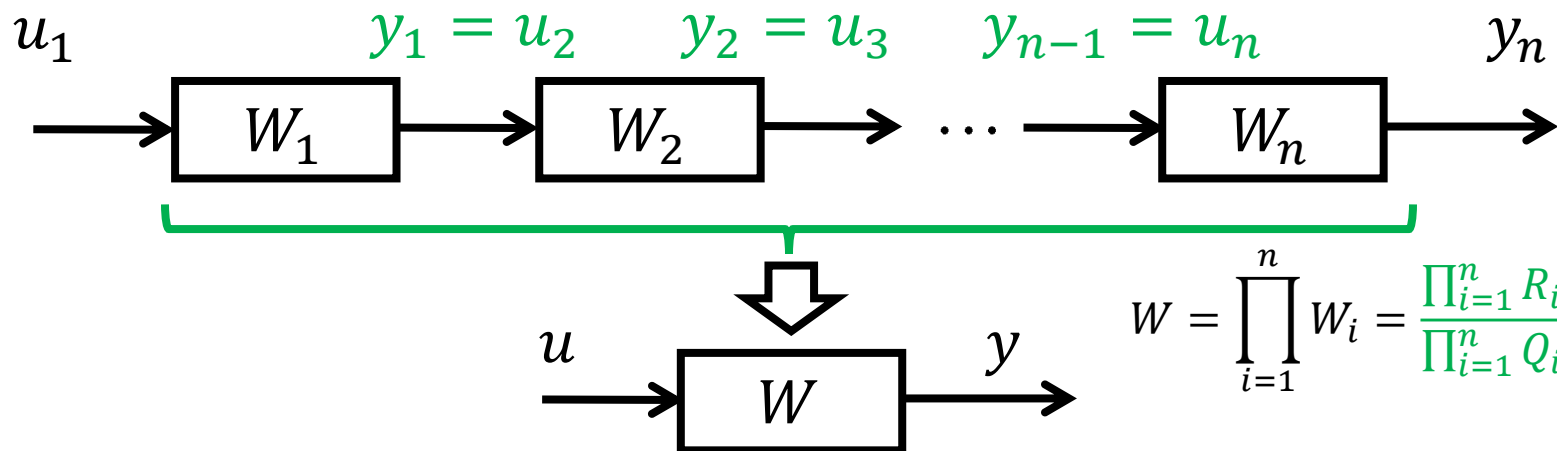 u₁ y₁ = u₂ y₂ = u₃ yₙ₋₁ = uₙ yₙ
W₁ W₂ ⋯ Wₙ
W = ∏ᵢ₌₁ⁿ Wᵢ = ∏ᵢ₌₁ⁿ Rᵢ / ∏ᵢ₌₁ⁿ Qᵢ
u W y